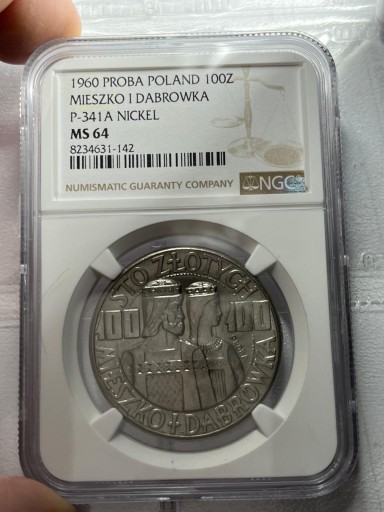 1960 PROBA POLAND 100Z
MIESZKO I DABROWKA
P-341A NICKEL
MS 64
8234631-142
NUMISMATIC GUARANTY COMPANY
NGC
STO ZŁOTYCH
100 100
PRÓBA
MIESZKO I DĄBRÓWKA